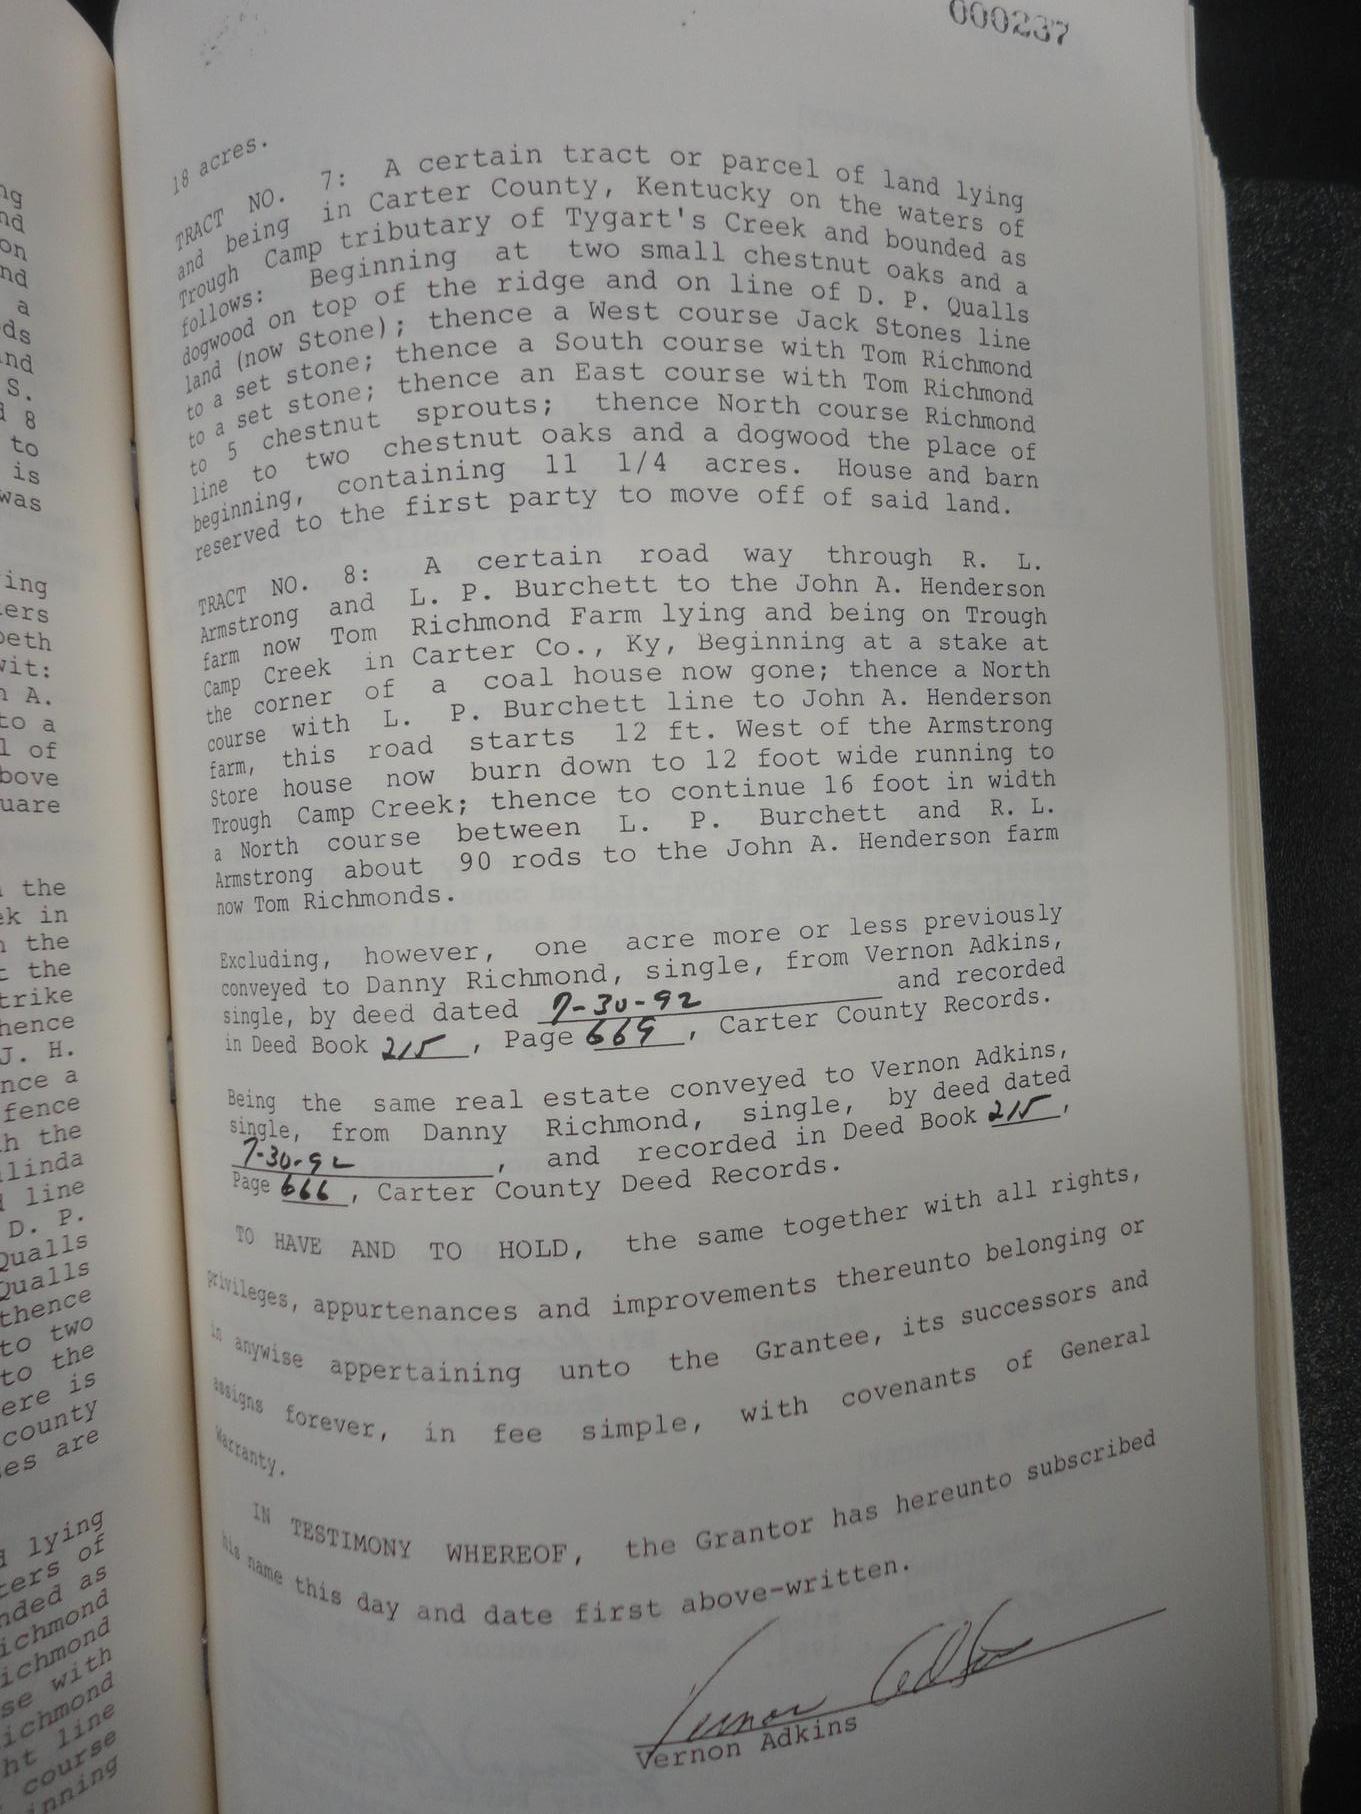 000237
18 acres.
TRACT NO. 7: A certain tract or parcel of land lying
and being in Carter County, Kentucky on the waters of
Trough Camp tributary of Tygart's Creek and bounded as
follows: Beginning at two small chestnut oaks and a
dogwood on top of the ridge and on line of D. P. Qualls
land (now Stone); thence a West course Jack Stones line
to a set stone; thence a South course with Tom Richmond
to a set stone; thence an East course with Tom Richmond
to 5 chestnut sprouts; thence North course Richmond
line to two chestnut oaks and a dogwood the place of
beginning, containing 11 1/4 acres. House and barn
reserved to the first party to move off of said land.
TRACT NO. 8: A certain road way through R. L.
Armstrong and L. P. Burchett to the John A. Henderson
farm now Tom Richmond Farm lying and being on Trough
Camp Creek in Carter Co., Ky, Beginning at a stake at
the corner of a coal house now gone; thence a North
course with L. P. Burchett line to John A. Henderson
farm, this road starts 12 ft. West of the Armstrong
Store house now burn down to 12 foot wide running to
Trough Camp Creek; thence to continue 16 foot in width
a North course between L. P. Burchett and R. L.
Armstrong about 90 rods to the John A. Henderson farm
now Tom Richmonds.
Excluding, however, one acre more or less previously
conveyed to Danny Richmond, single, from Vernon Adkins,
single, by deed dated 7-30-92 and recorded
in Deed Book 215, Page 669, Carter County Records.
Being the same real estate conveyed to Vernon Adkins,
single, from Danny Richmond, single, by deed dated
7-30-92, and recorded in Deed Book 215,
Page 666, Carter County Deed Records.
TO HAVE AND TO HOLD, the same together with all rights,
privileges, appurtenances and improvements thereunto belonging or
in anywise appertaining unto the Grantee, its successors and
assigns forever, in fee simple, with covenants of General
Warranty.
IN TESTIMONY WHEREOF, the Grantor has hereunto subscribed
his name this day and date first above-written.
Vernon Adkins
Vernon Adkins